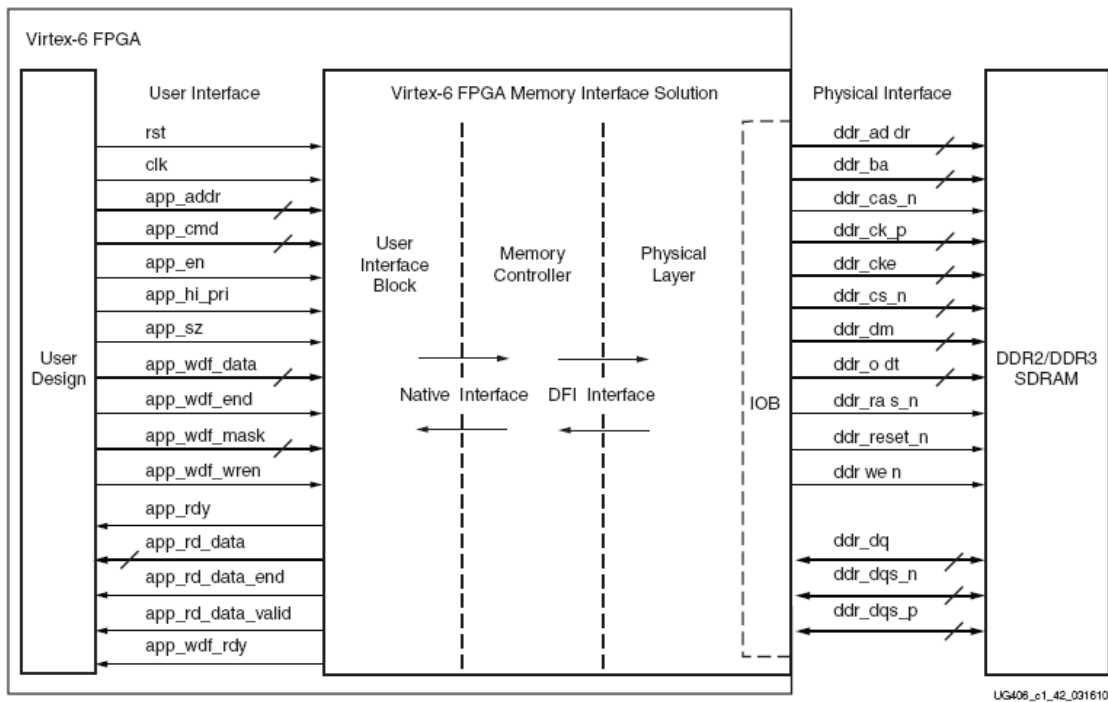 Virtex-6 FPGA
User Interface
Virtex-6 FPGA Memory Interface Solution
Physical Interface
rst
clk
app_addr
app_cmd
app_en
app_hi_pri
app_sz
app_wdf_data
app_wdf_end
app_wdf_mask
app_wdf_wren
app_rdy
app_rd_data
app_rd_data_end
app_rd_data_valid
app_wdf_rdy
User
Design
User
Interface
Block
Memory
Controller
Physical
Layer
Native Interface
DFI Interface
IOB
ddr_ad dr
ddr_ba
ddr_cas_n
ddr_ck_p
ddr_cke
ddr_cs_n
ddr_dm
ddr_o dt
ddr_ra s_n
ddr_reset_n
ddr we n
ddr_dq
ddr_dqs_n
ddr_dqs_p
DDR2/DDR3
SDRAM
UG406_c1_42_031610